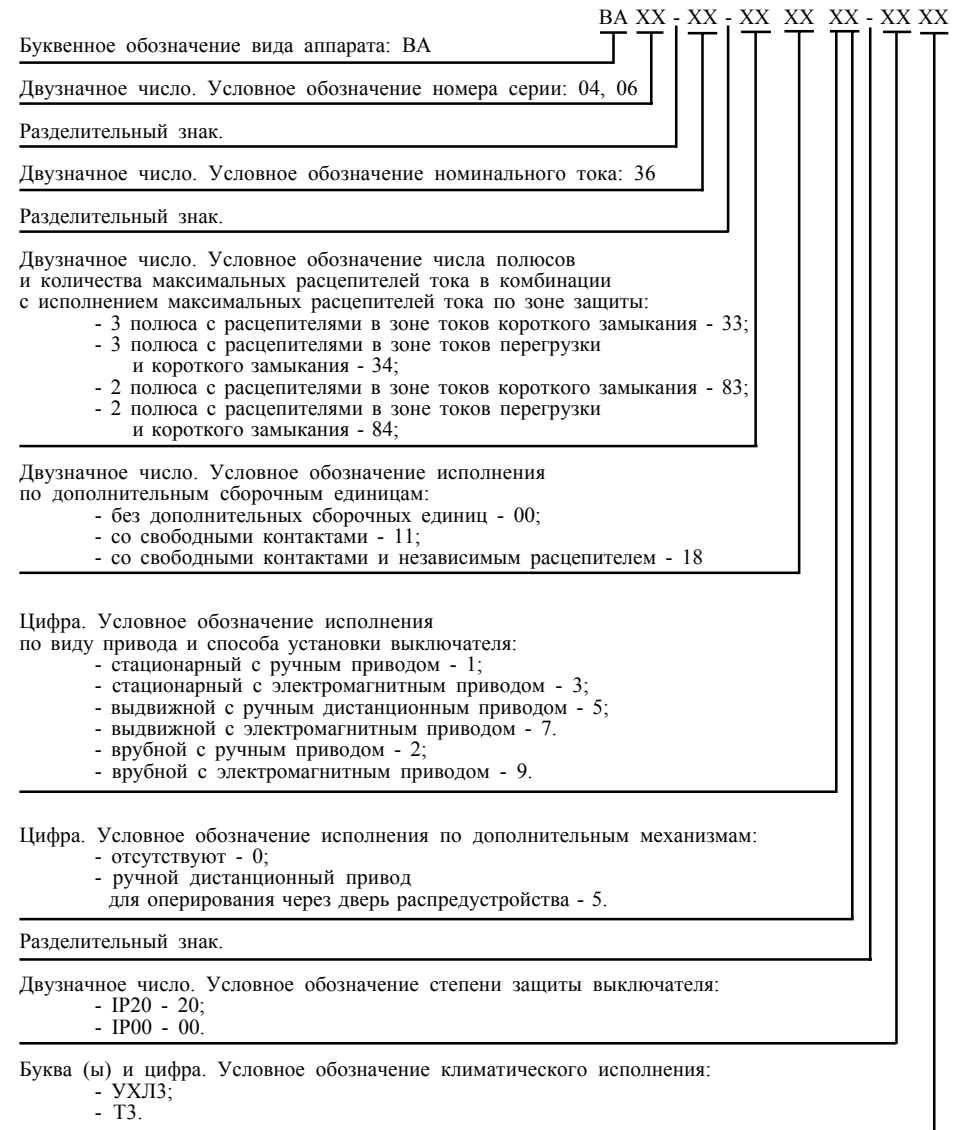 ВА ХХ - ХХ - ХХ ХХ ХХ - ХХ ХХ
Буквенное обозначение вида аппарата: ВА
Двузначное число. Условное обозначение номера серии: 04, 06
Разделительный знак.
Двузначное число. Условное обозначение номинального тока: 36
Разделительный знак.
Двузначное число. Условное обозначение числа полюсов
и количества максимальных расцепителей тока в комбинации
с исполнением максимальных расцепителей тока по зоне защиты:
- 3 полюса с расцепителями в зоне токов короткого замыкания - 33;
- 3 полюса с расцепителями в зоне токов перегрузки
и короткого замыкания - 34;
- 2 полюса с расцепителями в зоне токов короткого замыкания - 83;
- 2 полюса с расцепителями в зоне токов перегрузки
и короткого замыкания - 84;
Двузначное число. Условное обозначение исполнения
по дополнительным сборочным единицам:
- без дополнительных сборочных единиц - 00;
- со свободными контактами - 11;
- со свободными контактами и независимым расцепителем - 18
Цифра. Условное обозначение исполнения
по виду привода и способа установки выключателя:
- стационарный с ручным приводом - 1;
- стационарный с электромагнитным приводом - 3;
- выдвижной с ручным дистанционным приводом - 5;
- выдвижной с электромагнитным приводом - 7.
- врубной с ручным приводом - 2;
- врубной с электромагнитным приводом - 9.
Цифра. Условное обозначение исполнения по дополнительным механизмам:
- отсутствуют - 0;
- ручной дистанционный привод
для оперирования через дверь распредустройства - 5.
Разделительный знак.
Двузначное число. Условное обозначение степени защиты выключателя:
- IP20 - 20;
- IP00 - 00.
Буква (ы) и цифра. Условное обозначение климатического исполнения:
- УХЛ3;
- Т3.